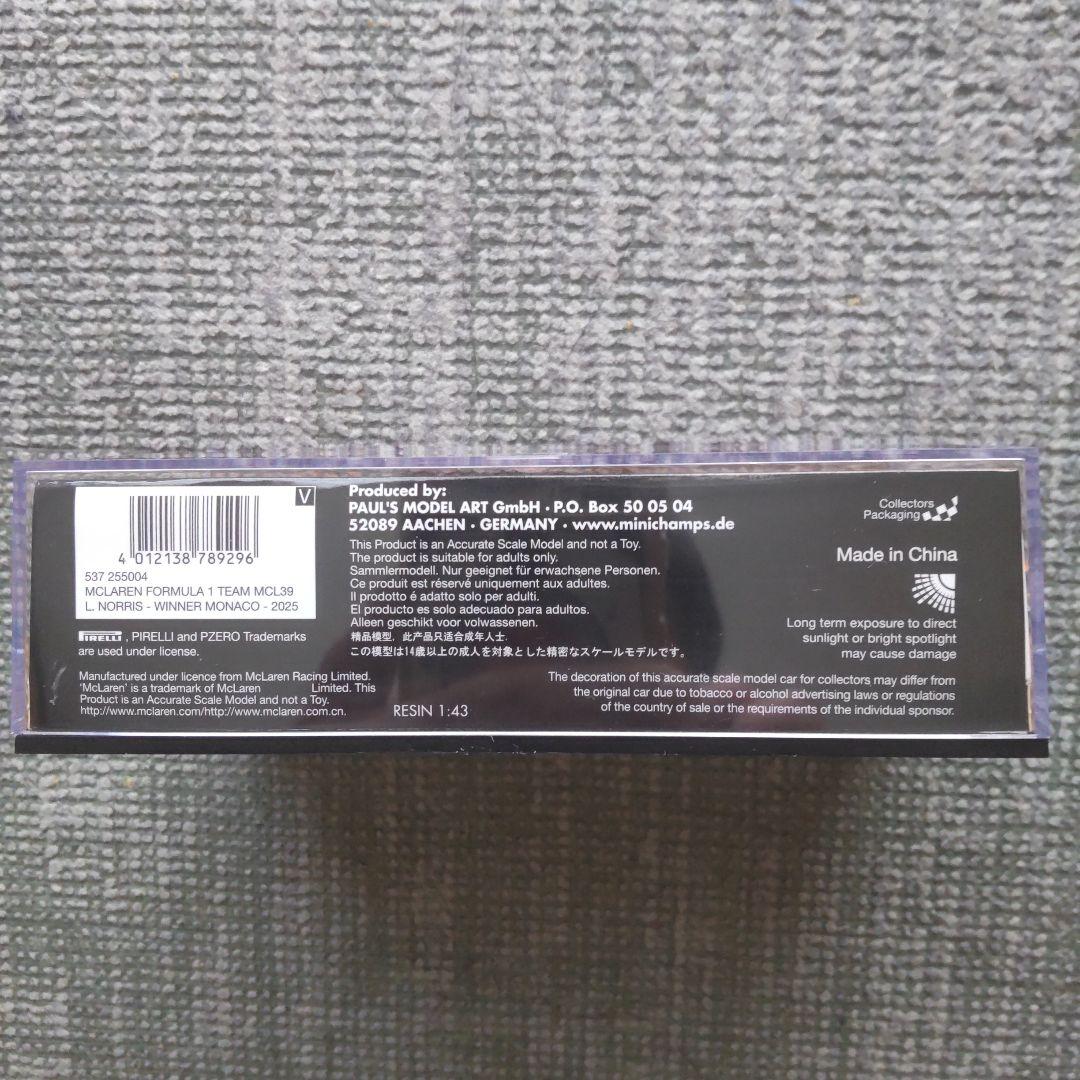 4 012138 789296
V
537 255004
MCLAREN FORMULA 1 TEAM MCL39
L. NORRIS - WINNER MONACO - 2025
PIRELLI , PIRELLI and PZERO Trademarks
are used under license.
Manufactured under licence from McLaren Racing Limited.
'McLaren' is a trademark of McLaren Limited. This
Product is an Accurate Scale Model and not a Toy.
http://www.mclaren.com/http://www.mclaren.com.cn.
Produced by:
PAUL'S MODEL ART GmbH · P.O. Box 50 05 04
52089 AACHEN · GERMANY · www.minichamps.de
This Product is an Accurate Scale Model and not a Toy.
The product is suitable for adults only.
Sammlermodell. Nur geeignet für erwachsene Personen.
Ce produit est réservé uniquement aux adultes.
Il prodotto é adatto solo per adulti.
El producto es solo adecuado para adultos.
Alleen geschikt voor volwassenen.
精品模型，此产品只适合成年人士.
この模型は14歳以上の成人を対象とした精密なスケールモデルです。
RESIN 1:43
Collectors
Packaging
Made in China
Long term exposure to direct
sunlight or bright spotlight
may cause damage
The decoration of this accurate scale model car for collectors may differ from
the original car due to tobacco or alcohol advertising laws or regulations
of the country of sale or the requirements of the individual sponsor.